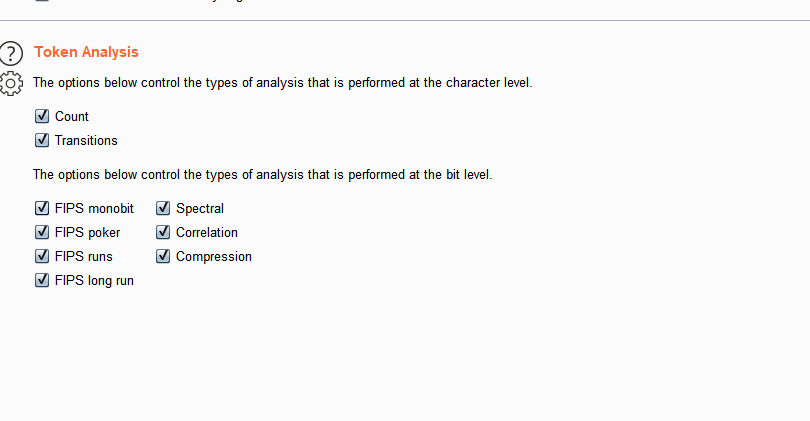 Token Analysis
The options below control the types of analysis that is performed at the character level.
Count
Transitions
The options below control the types of analysis that is performed at the bit level.
FIPS monobit Spectral
FIPS poker Correlation
FIPS runs Compression
FIPS long run